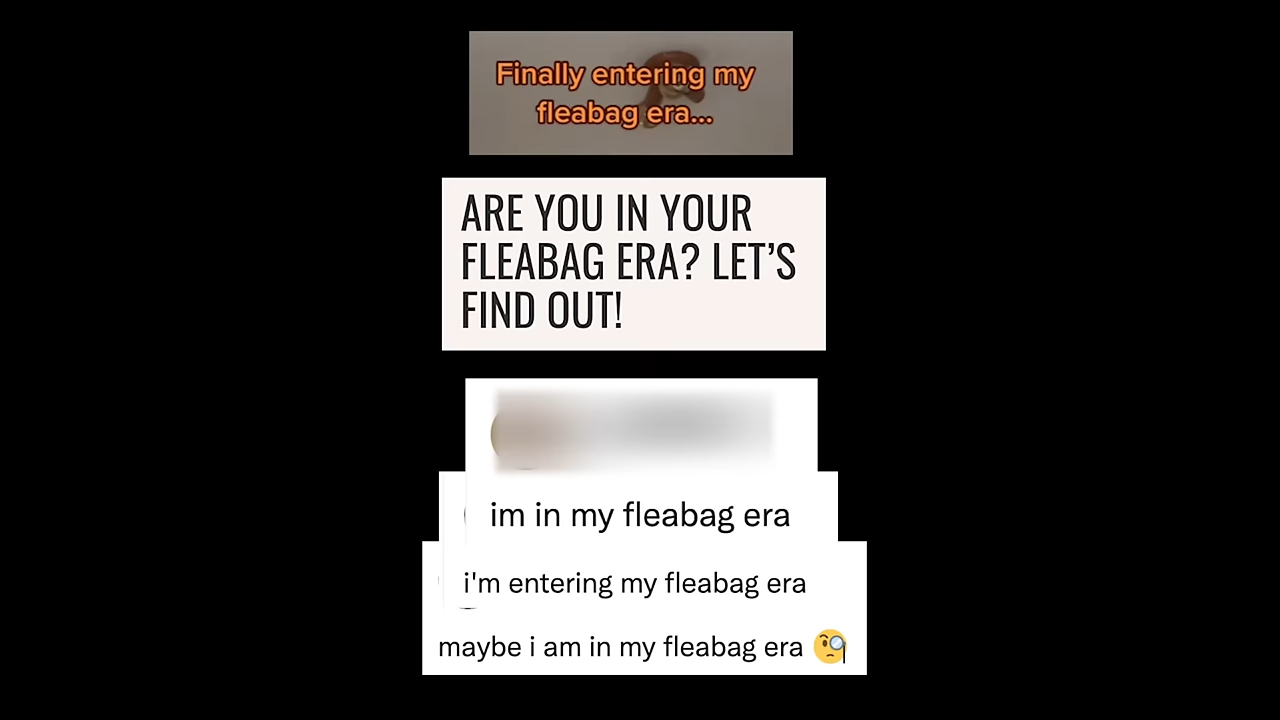 Finally entering my
fleabag era...
ARE YOU IN YOUR
FLEABAG ERA? LET'S
FIND OUT!
im in my fleabag era
i'm entering my fleabag era
maybe i am in my fleabag era 🧐